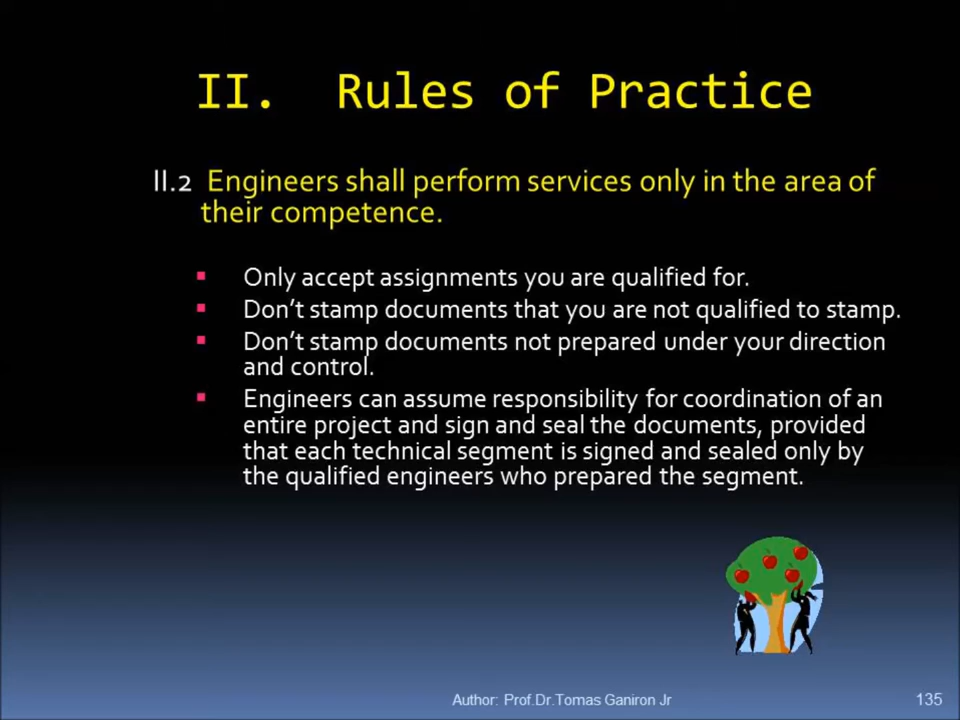 II. Rules of Practice
II.2 Engineers shall perform services only in the area of
their competence.
▪ Only accept assignments you are qualified for.
▪ Don't stamp documents that you are not qualified to stamp.
▪ Don't stamp documents not prepared under your direction
and control.
▪ Engineers can assume responsibility for coordination of an
entire project and sign and seal the documents, provided
that each technical segment is signed and sealed only by
the qualified engineers who prepared the segment.
Author: Prof.Dr.Tomas Ganiron Jr
135